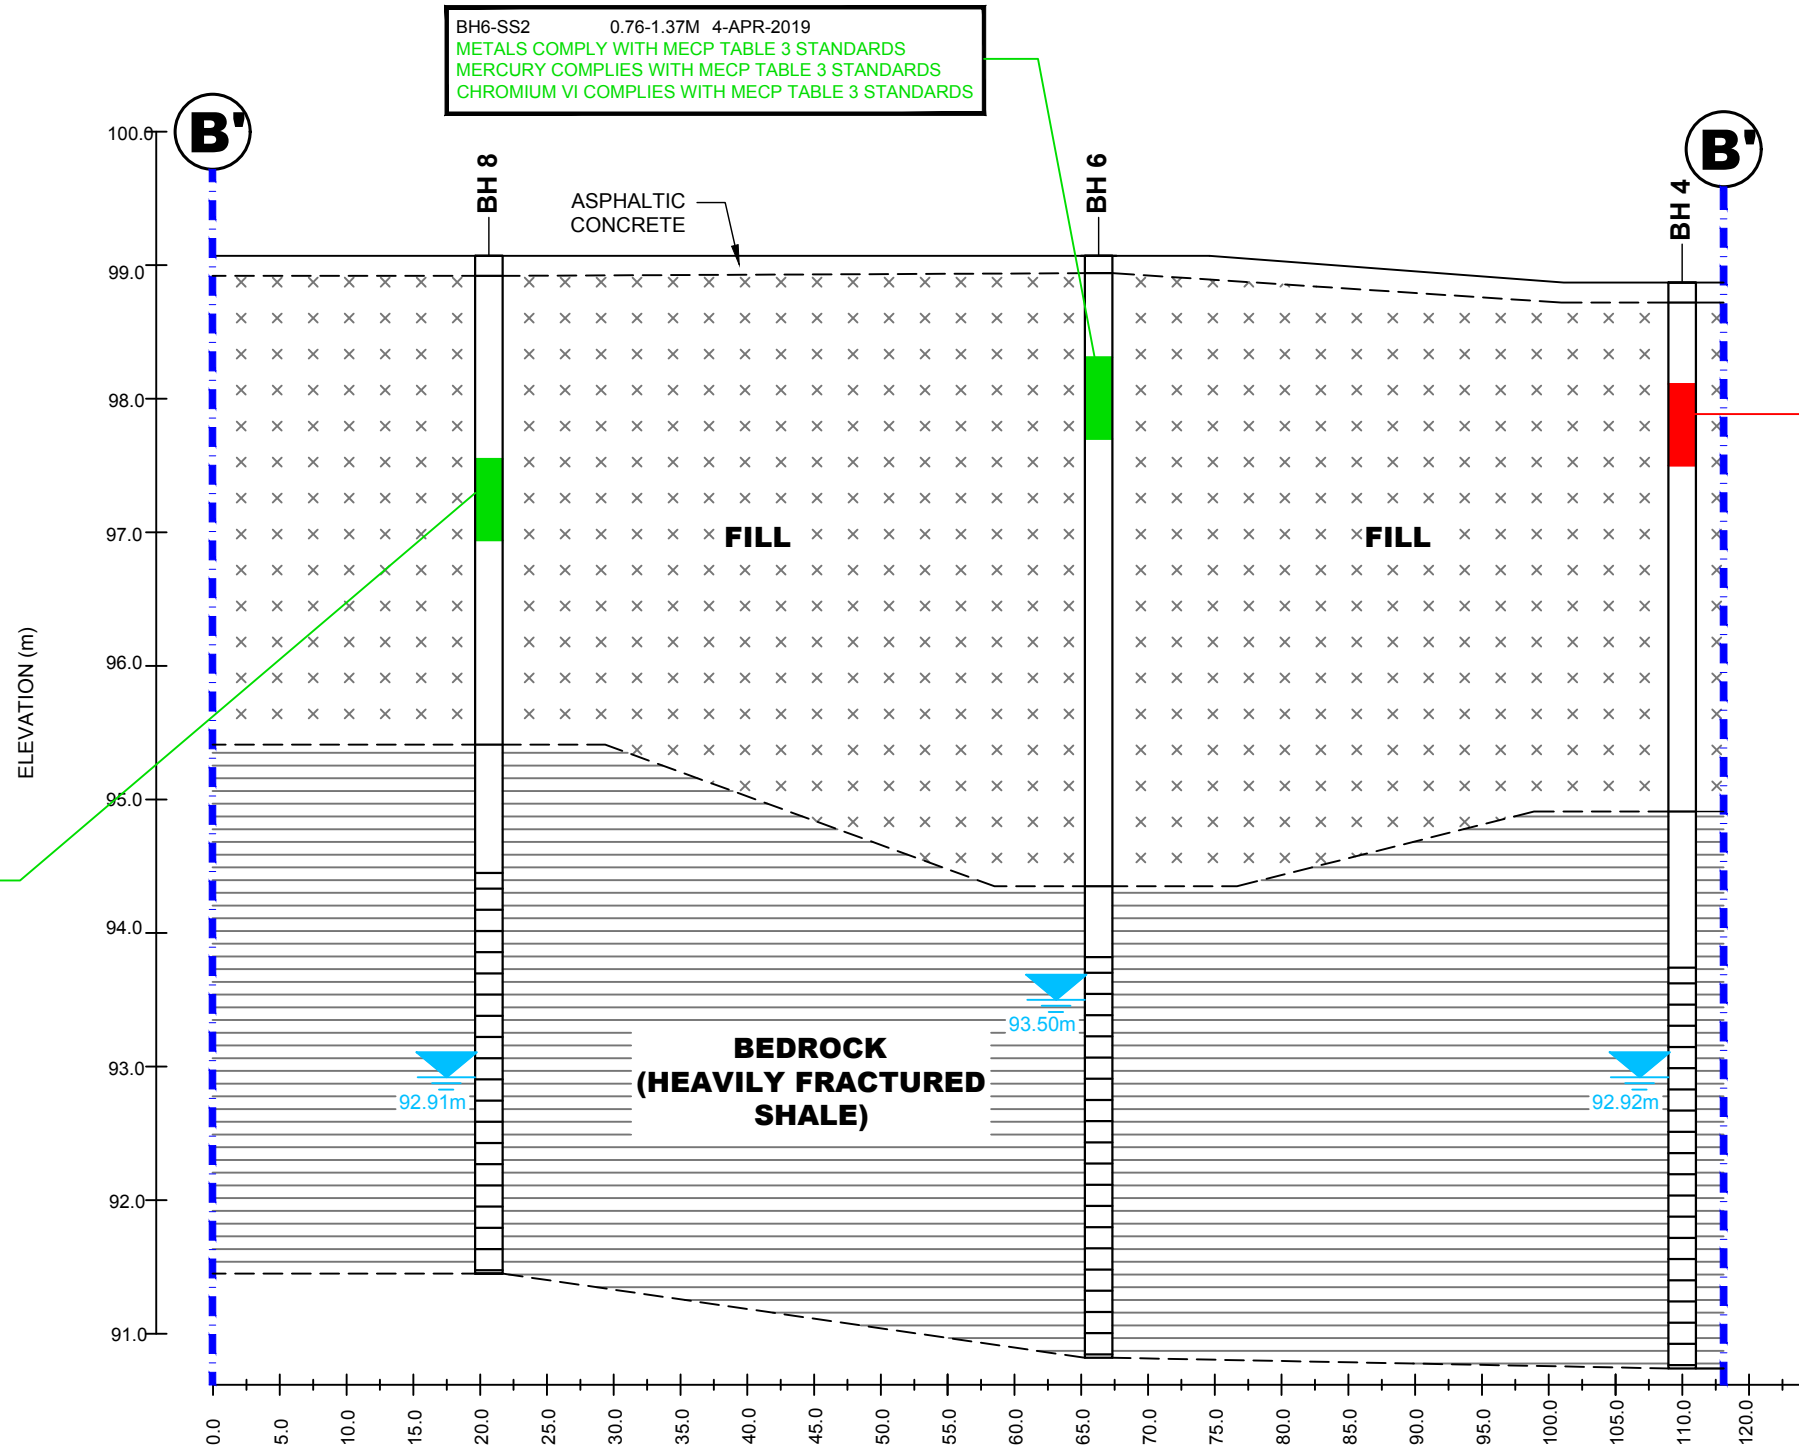 BH6-SS2 0.76-1.37M 4-APR-2019
METALS COMPLY WITH MECP TABLE 3 STANDARDS
MERCURY COMPLIES WITH MECP TABLE 3 STANDARDS
CHROMIUM VI COMPLIES WITH MECP TABLE 3 STANDARDS
B'
B'
BH 8
BH 6
BH 4
ASPHALTIC
CONCRETE
100.0
99.0
98.0
97.0
96.0
95.0
94.0
93.0
92.0
91.0
ELEVATION (m)
FILL
FILL
BEDROCK
(HEAVILY FRACTURED
SHALE)
92.91m
93.50m
92.92m
0.0
5.0
10.0
15.0
20.0
25.0
30.0
35.0
40.0
45.0
50.0
55.0
60.0
65.0
70.0
75.0
80.0
85.0
90.0
95.0
100.0
105.0
110.0
120.0